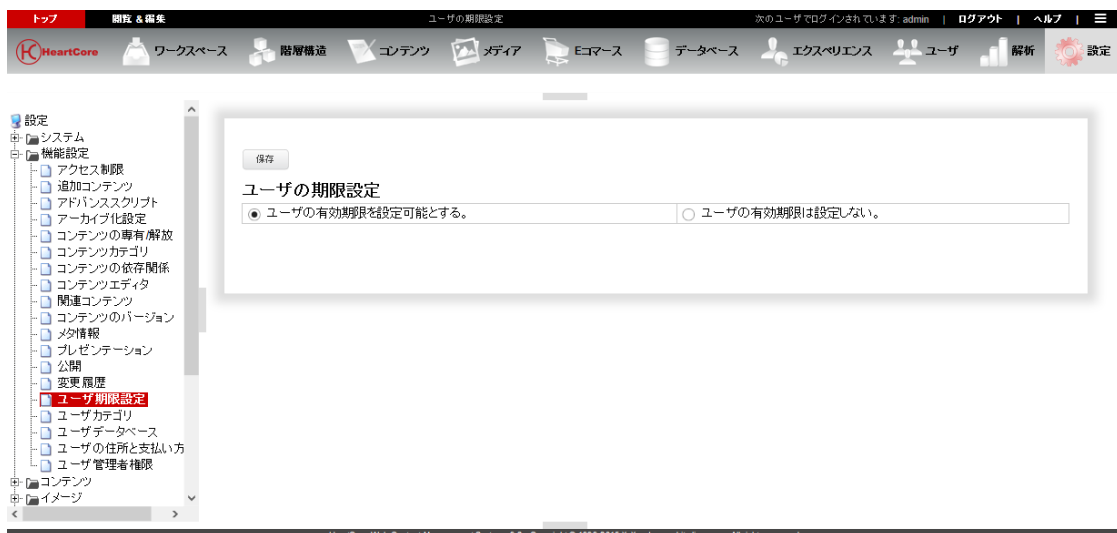 トップ 閲覧 & 編集 ユーザの期限設定 次のユーザでログインされています: admin | ログアウト | ヘルプ |
HeartCore ワークスペース 階層構造 コンテンツ メディア Eコマース データベース エクスペリエンス ユーザ 解析 設定
設定
システム
機能設定
アクセス制限
追加コンテンツ
アドバンススクリプト
アーカイブ化設定
コンテンツの専有/解放
コンテンツカテゴリ
コンテンツの依存関係
コンテンツエディタ
関連コンテンツ
コンテンツのバージョン
メタ情報
プレゼンテーション
公開
変更履歴
ユーザ期限設定
ユーザカテゴリ
ユーザデータベース
ユーザの住所と支払い方
ユーザ管理者権限
コンテンツ
イメージ
保存
ユーザの期限設定
ユーザの有効期限を設定可能とする。 ユーザの有効期限は設定しない。